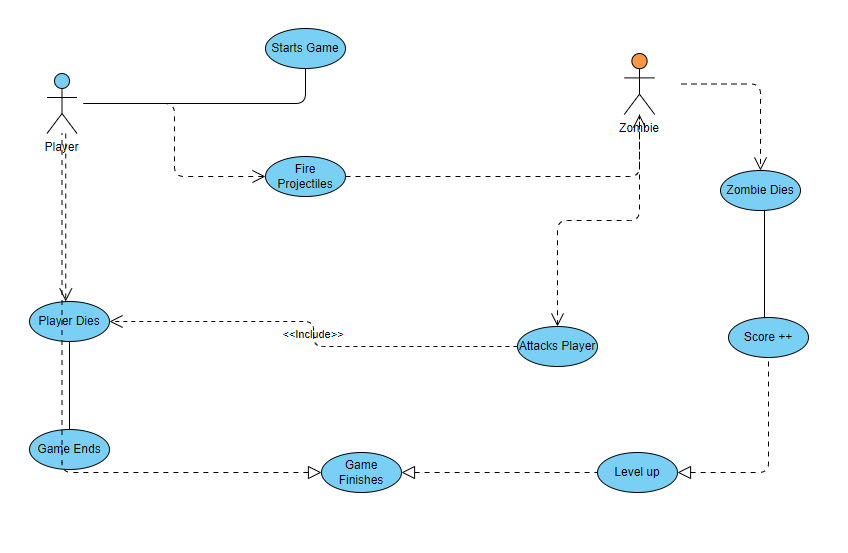 Starts Game
Zombie
Player
Fire
Projectiles
Zombie Dies
Player Dies
<<Include>>
Attacks Player
Score ++
Game Ends
Game
Finishes
Level up